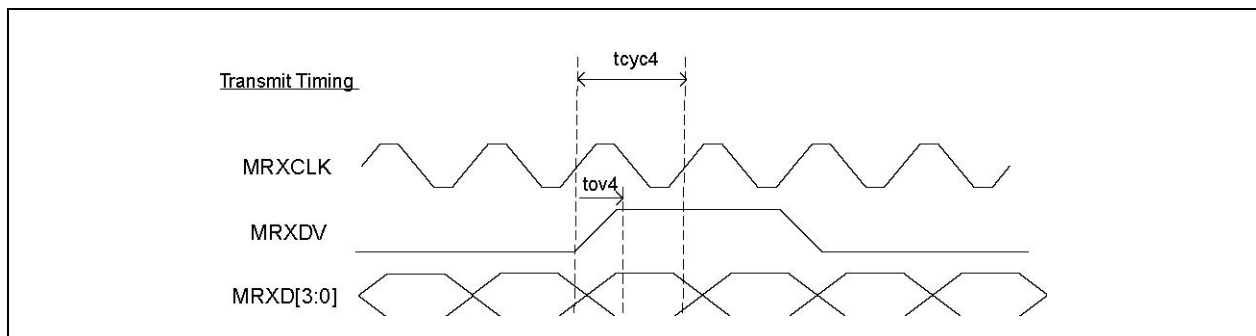 tcyc4
Transmit Timing
MRXCLK
tov4
MRXDV
MRXD[3:0]